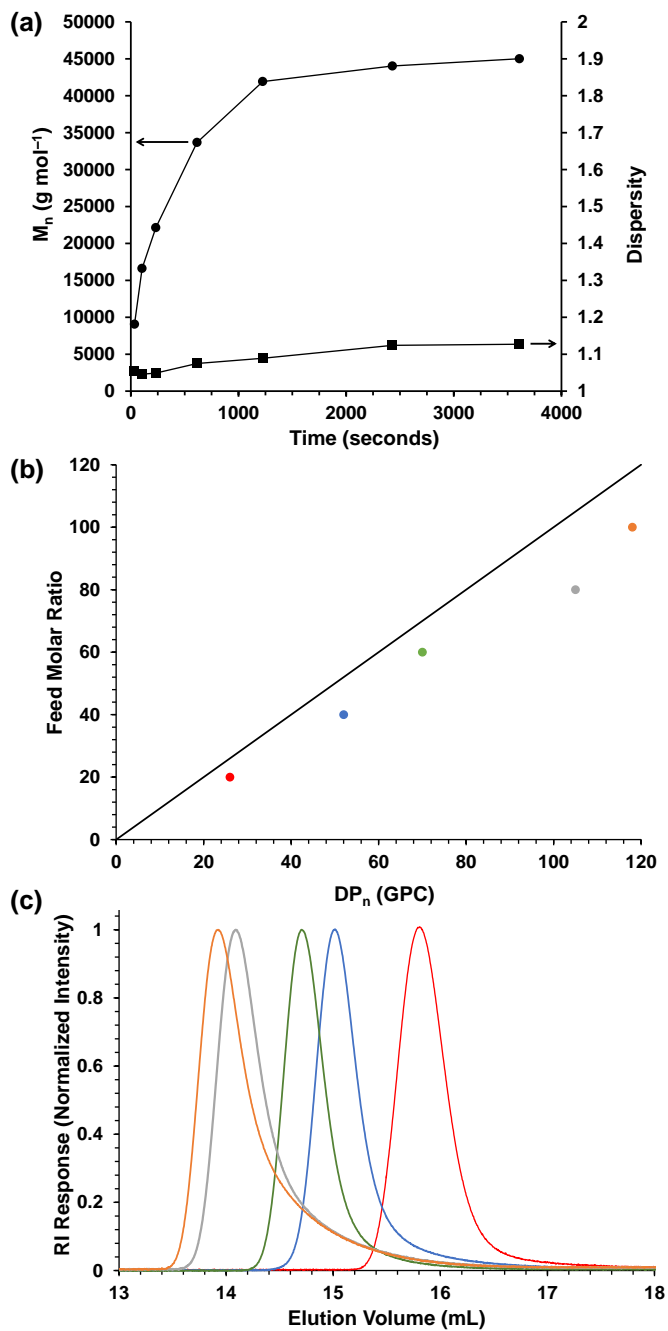 (a)
50000
45000
40000
35000
30000
25000
20000
15000
10000
5000
0
Mn (g mol⁻¹)
2
1.9
1.8
1.7
1.6
1.5
1.4
1.3
1.2
1.1
1
Dispersity
0 1000 2000 3000 4000
Time (seconds)
(b)
120
100
80
60
40
20
0
Feed Molar Ratio
0 20 40 60 80 100 120
DPn (GPC)
(c)
1
0.8
0.6
0.4
0.2
0
RI Response (Normalized Intensity)
13 14 15 16 17 18
Elution Volume (mL)